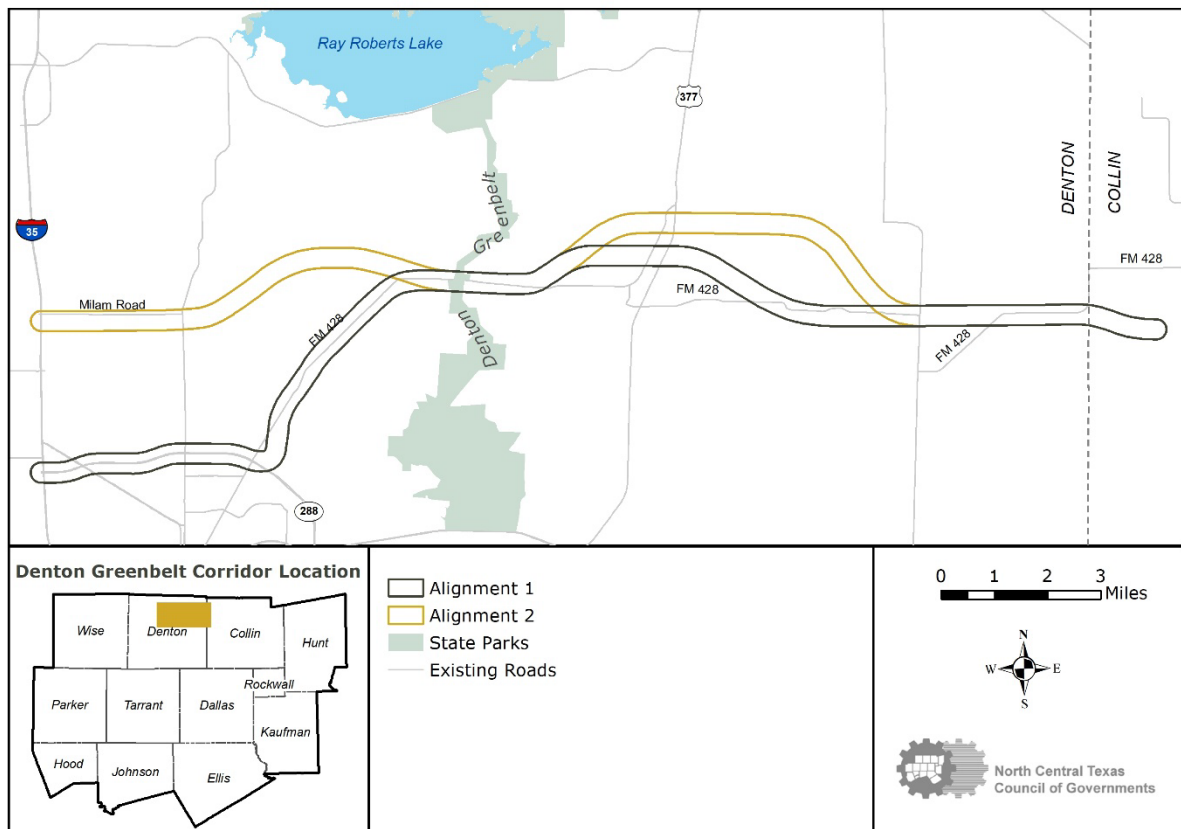 Ray Roberts Lake
377
DENTON
COLLIN
35
Greenbelt
Denton
FM 428
Milam Road
FM 428
FM 428
FM 428
288
Denton Greenbelt Corridor Location
Wise
Denton
Collin
Hunt
Rockwall
Parker
Tarrant
Dallas
Kaufman
Hood
Johnson
Ellis
Alignment 1
Alignment 2
State Parks
Existing Roads
0 1 2 3
Miles
N
W E
S
North Central Texas
Council of Governments